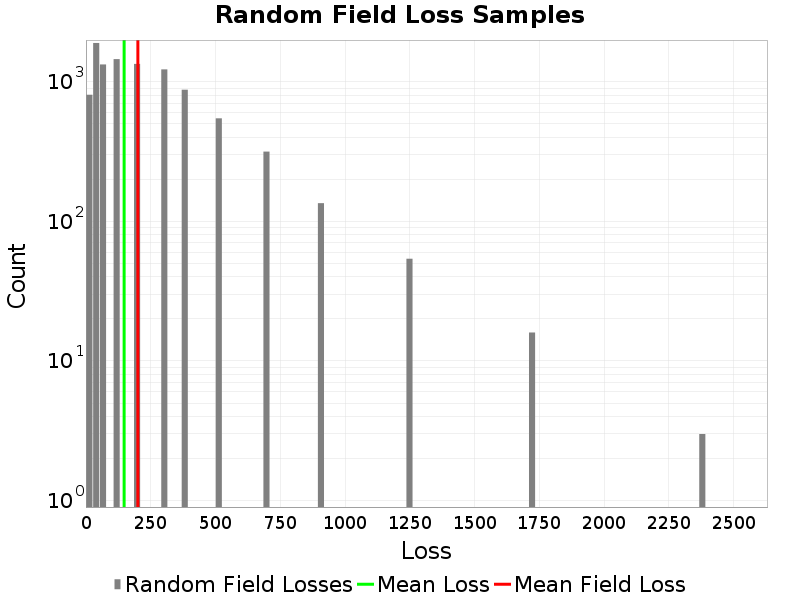 Random Field Loss Samples
Count
10^3
10^2
10^1
10^0
0 250 500 750 1000 1250 1500 1750 2000 2250 2500
Loss
Random Field Losses Mean Loss Mean Field Loss